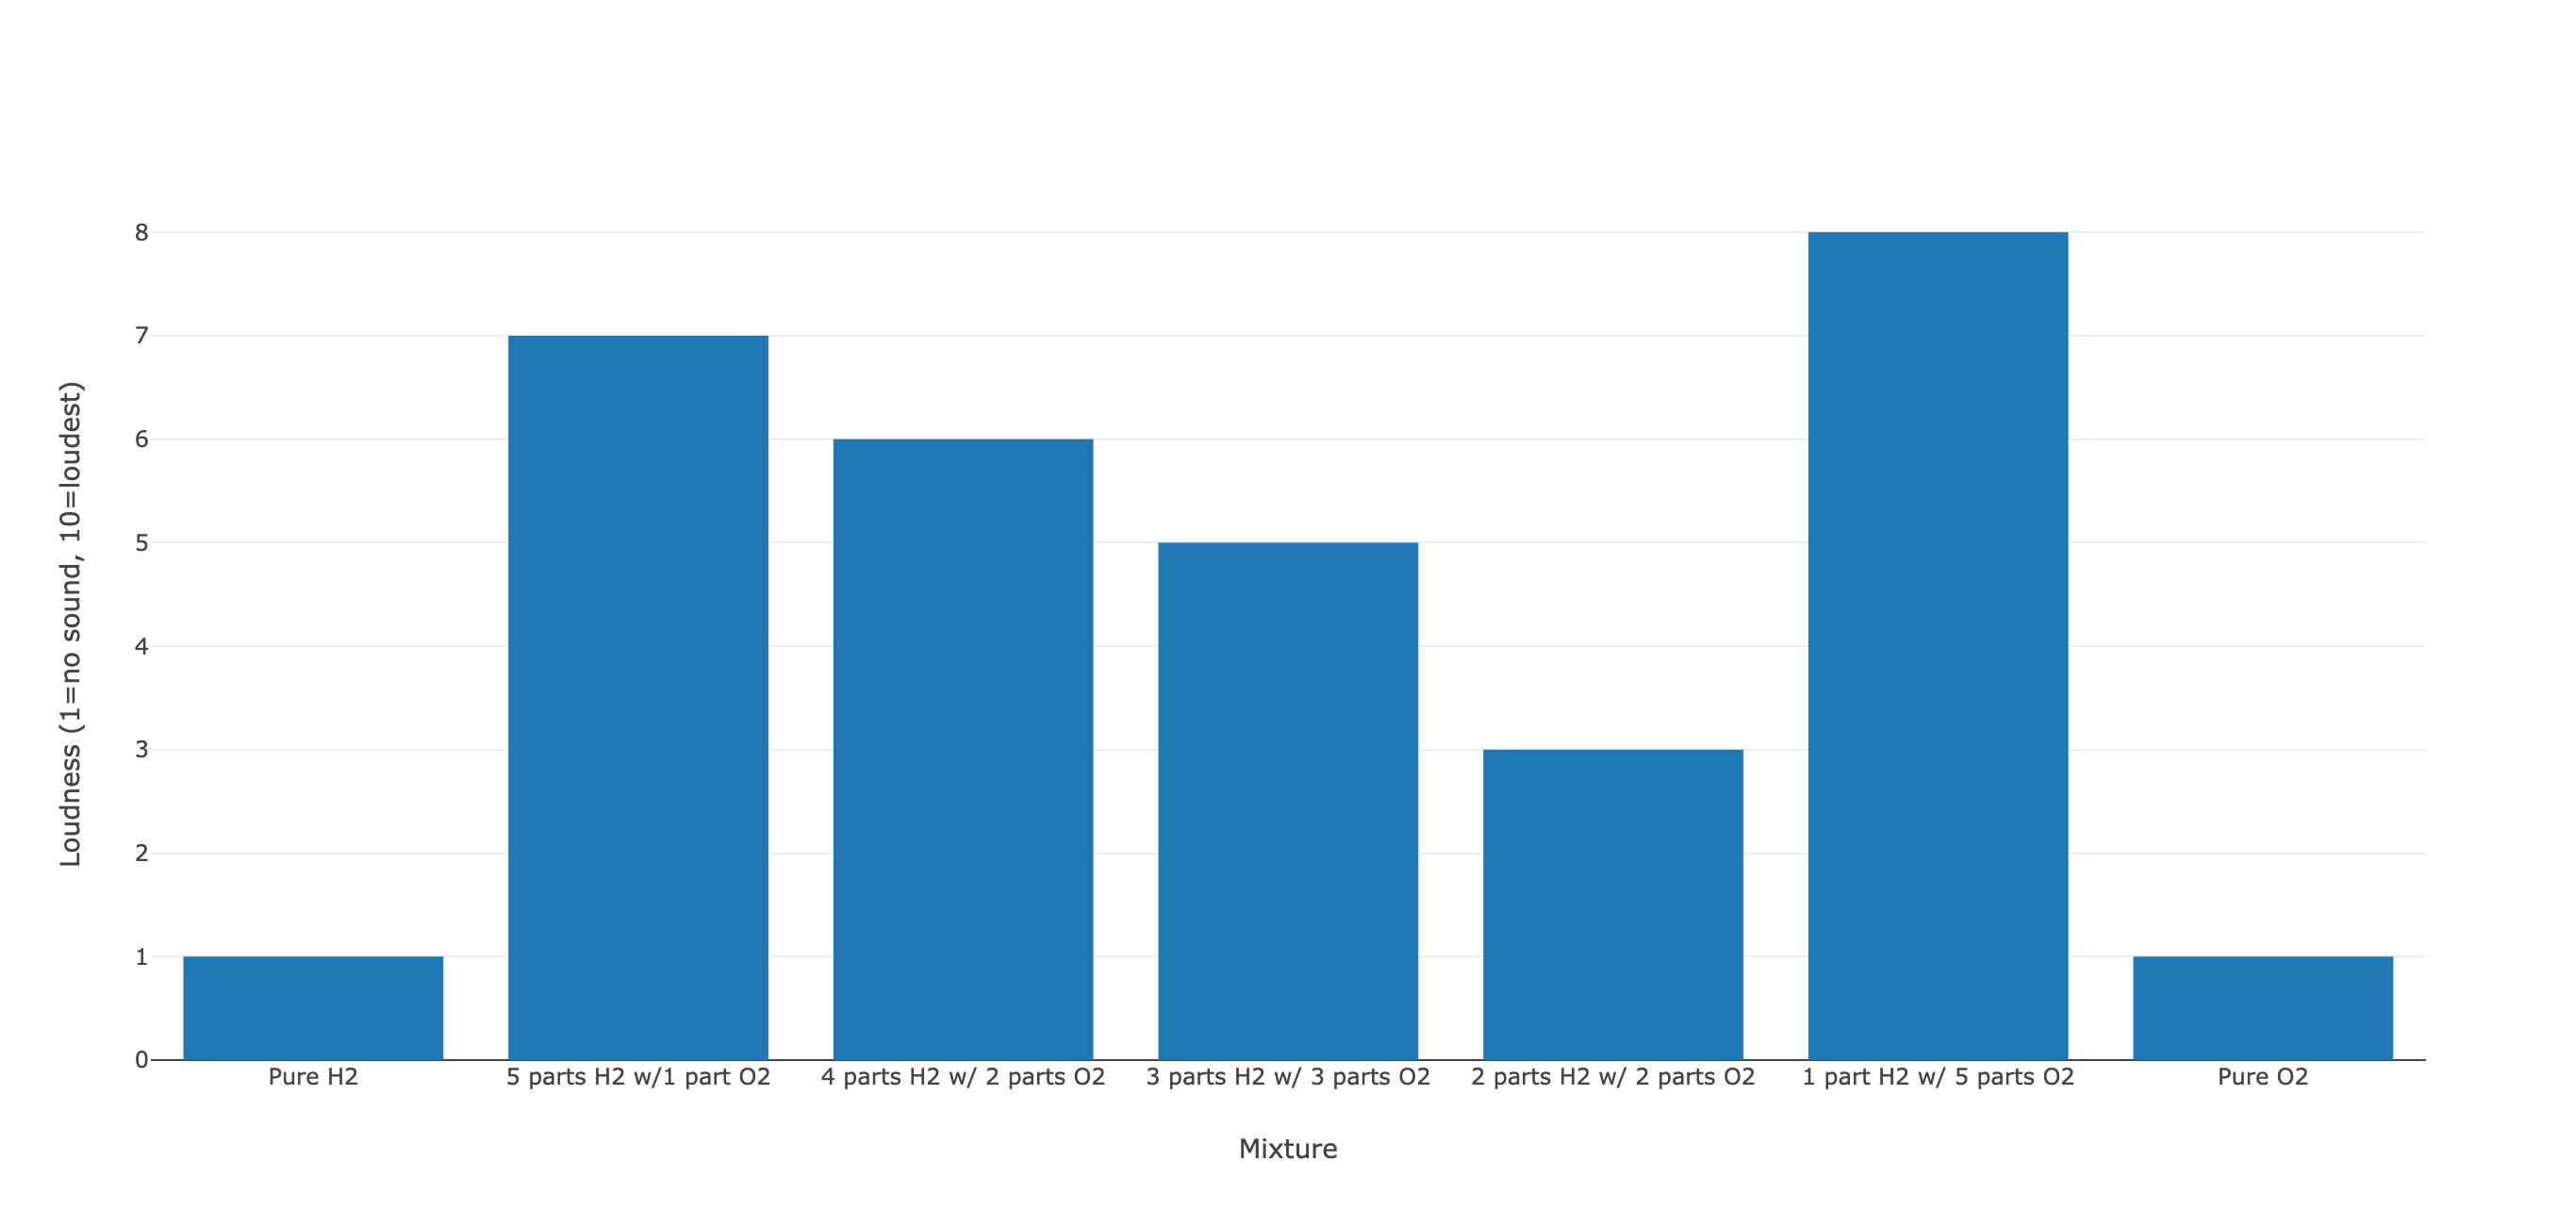 Loudness (1=no sound, 10=loudest)
8
7
6
5
4
3
2
1
0
Pure H2
5 parts H2 w/1 part O2
4 parts H2 w/ 2 parts O2
3 parts H2 w/ 3 parts O2
2 parts H2 w/ 2 parts O2
1 part H2 w/ 5 parts O2
Pure O2
Mixture